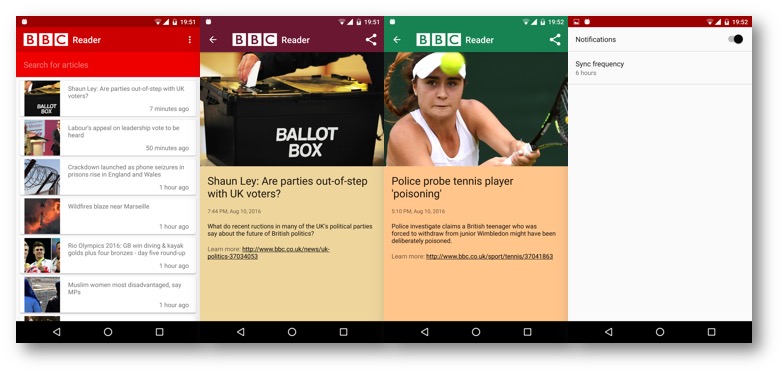 19:51
BBC Reader
Search for articles
Shaun Ley: Are parties out-of-step with UK
voters?
7 minutes ago
Labour's appeal on leadership vote to be
heard
50 minutes ago
Crackdown launched as phone seizures in
prisons rise in England and Wales
1 hour ago
Wildfires blaze near Marseille
1 hour ago
Rio Olympics 2016: GB win diving & kayak
golds plus four bronzes - day five round-up
1 hour ago
Muslim women most disadvantaged, say
MPs
1 hour ago
19:51
BBC Reader
BALLOT
BOX
Shaun Ley: Are parties out-of-step
with UK voters?
7:44 PM, Aug 10, 2016
What do recent ructions in many of the UK's political parties
say about the future of British politics?
Learn more: http://www.bbc.co.uk/news/uk-
politics-37034053
19:52
BBC Reader
Police probe tennis player
'poisoning'
5:10 PM, Aug 10, 2016
Police investigate claims a British teenager who was
forced to withdraw from junior Wimbledon might have been
deliberately poisoned.
Learn more: http://www.bbc.co.uk/sport/tennis/37041863
19:52
Notifications
Sync frequency
6 hours